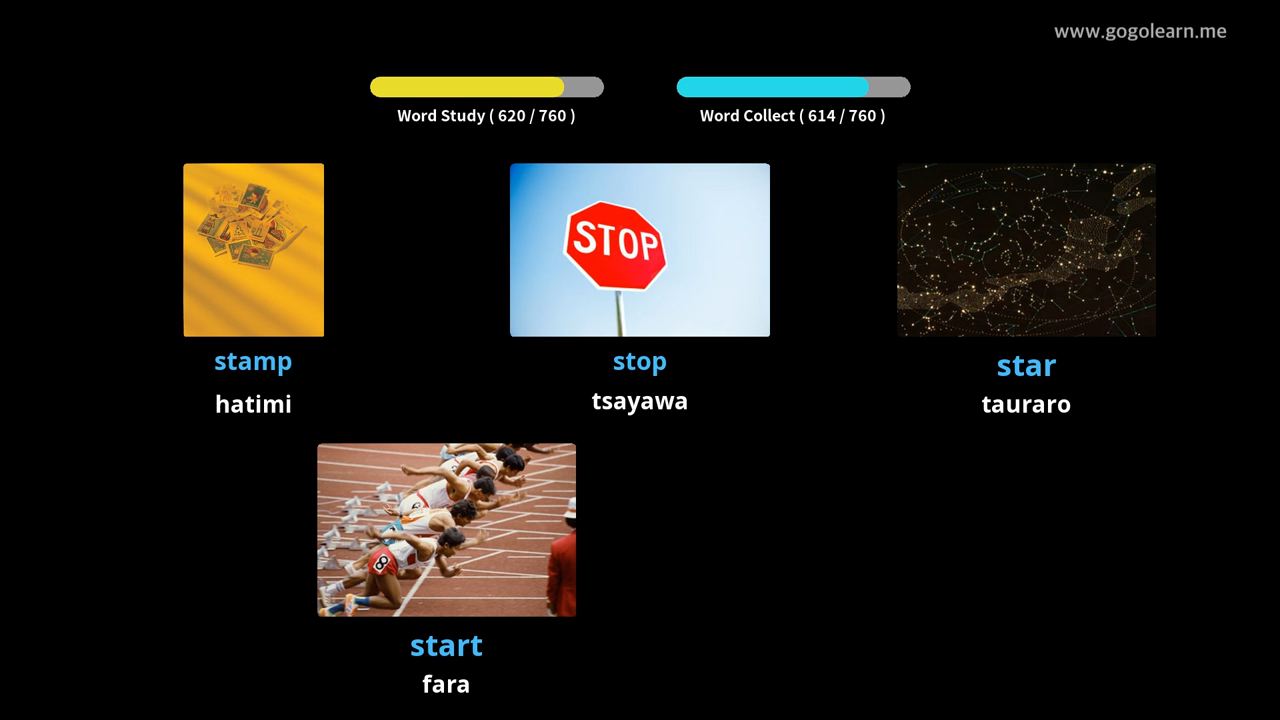 www.gogolearn.me
Word Study ( 620 / 760 )
Word Collect ( 614 / 760 )
STOP
stamp
stop
star
hatimi
tsayawa
tauraro
8
start
fara